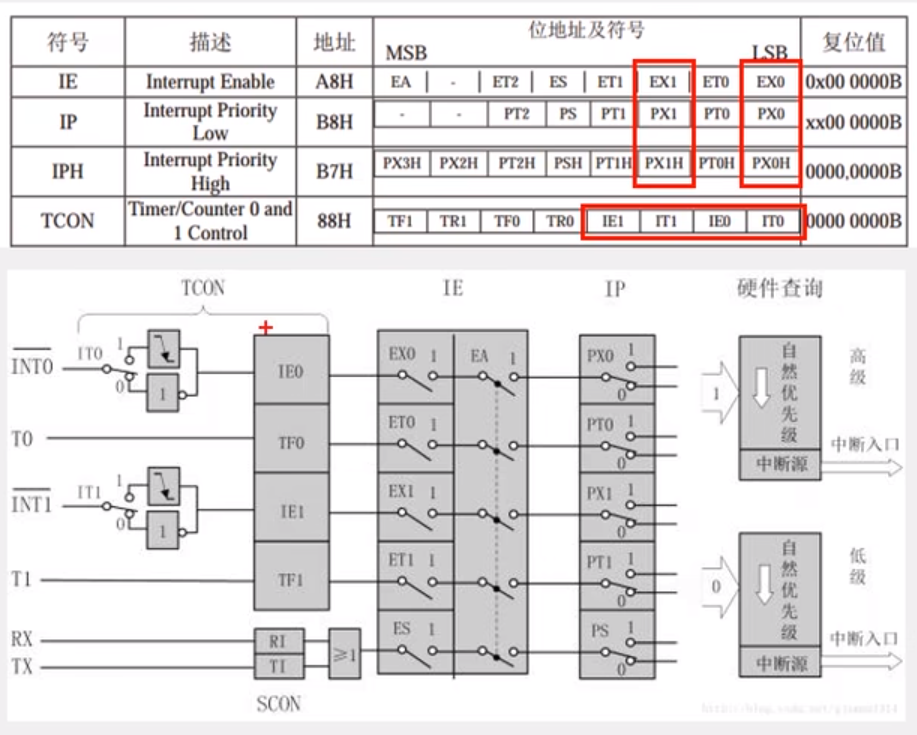 符号 描述 地址 位地址及符号 复位值
MSB LSB
IE Interrupt Enable A8H EA - ET2 ES ET1 EX1 ET0 EX0 0x00 0000B
IP Interrupt Priority Low B8H - - PT2 PS PT1 PX1 PT0 PX0 xx00 0000B
IPH Interrupt Priority High B7H PX3H PX2H PT2H PSH PT1H PX1H PT0H PX0H 0000,0000B
TCON Timer/Counter 0 and 1 Control 88H TF1 TR1 TF0 TR0 IE1 IT1 IE0 IT0 0000 0000B
TCON IE IP 硬件查询
INT0 IT0 1 0 1 IE0 EX0 1 EA 1 PX0 1 0
1 自然优先级 高级
T0 TF0 ET0 1 PT0 1 0
中断源 中断入口
INT1 IT1 1 0 1 IE1 EX1 1 PX1 1 0
T1 TF1 ET1 1 PT1 1 0
0 自然优先级 低级
RX RI ≥1 ES 1 PS 1 0
TX TI
中断源 中断入口
SCON